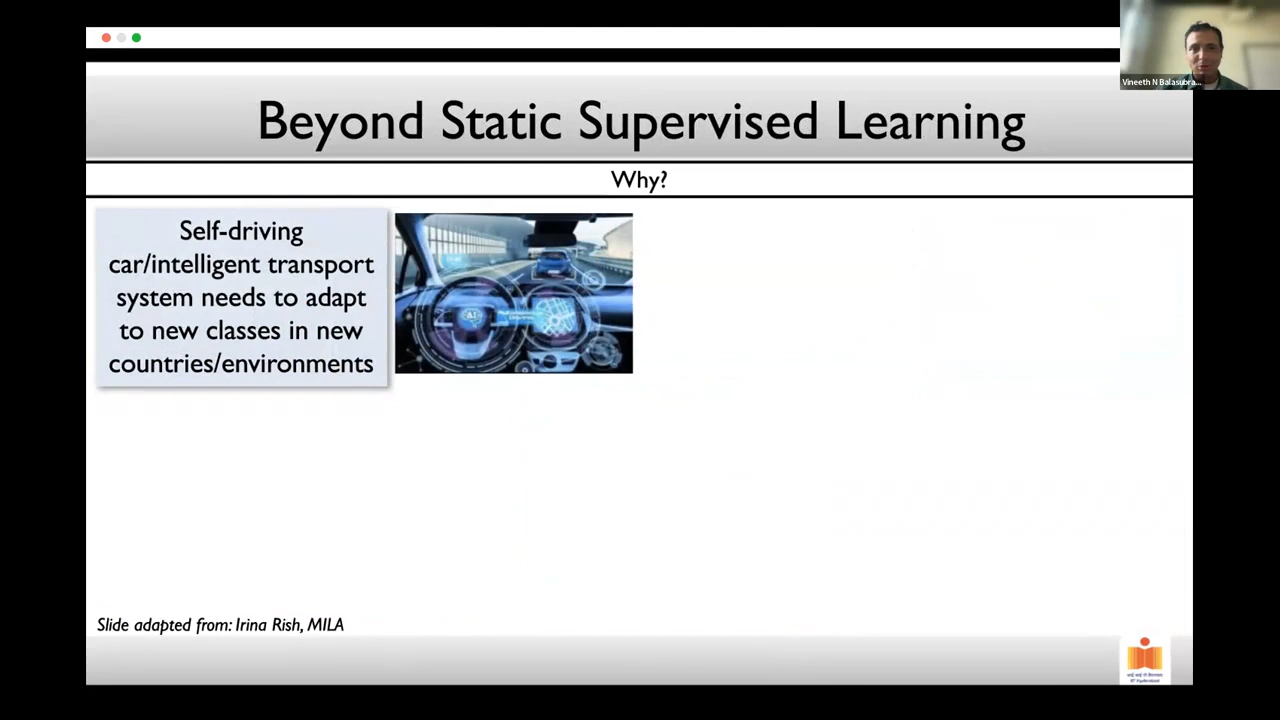 Vineeth N Balasubra...
Beyond Static Supervised Learning
Why?
Self-driving
car/intelligent transport
system needs to adapt
to new classes in new
countries/environments
AI
Slide adapted from: Irina Rish, MILA